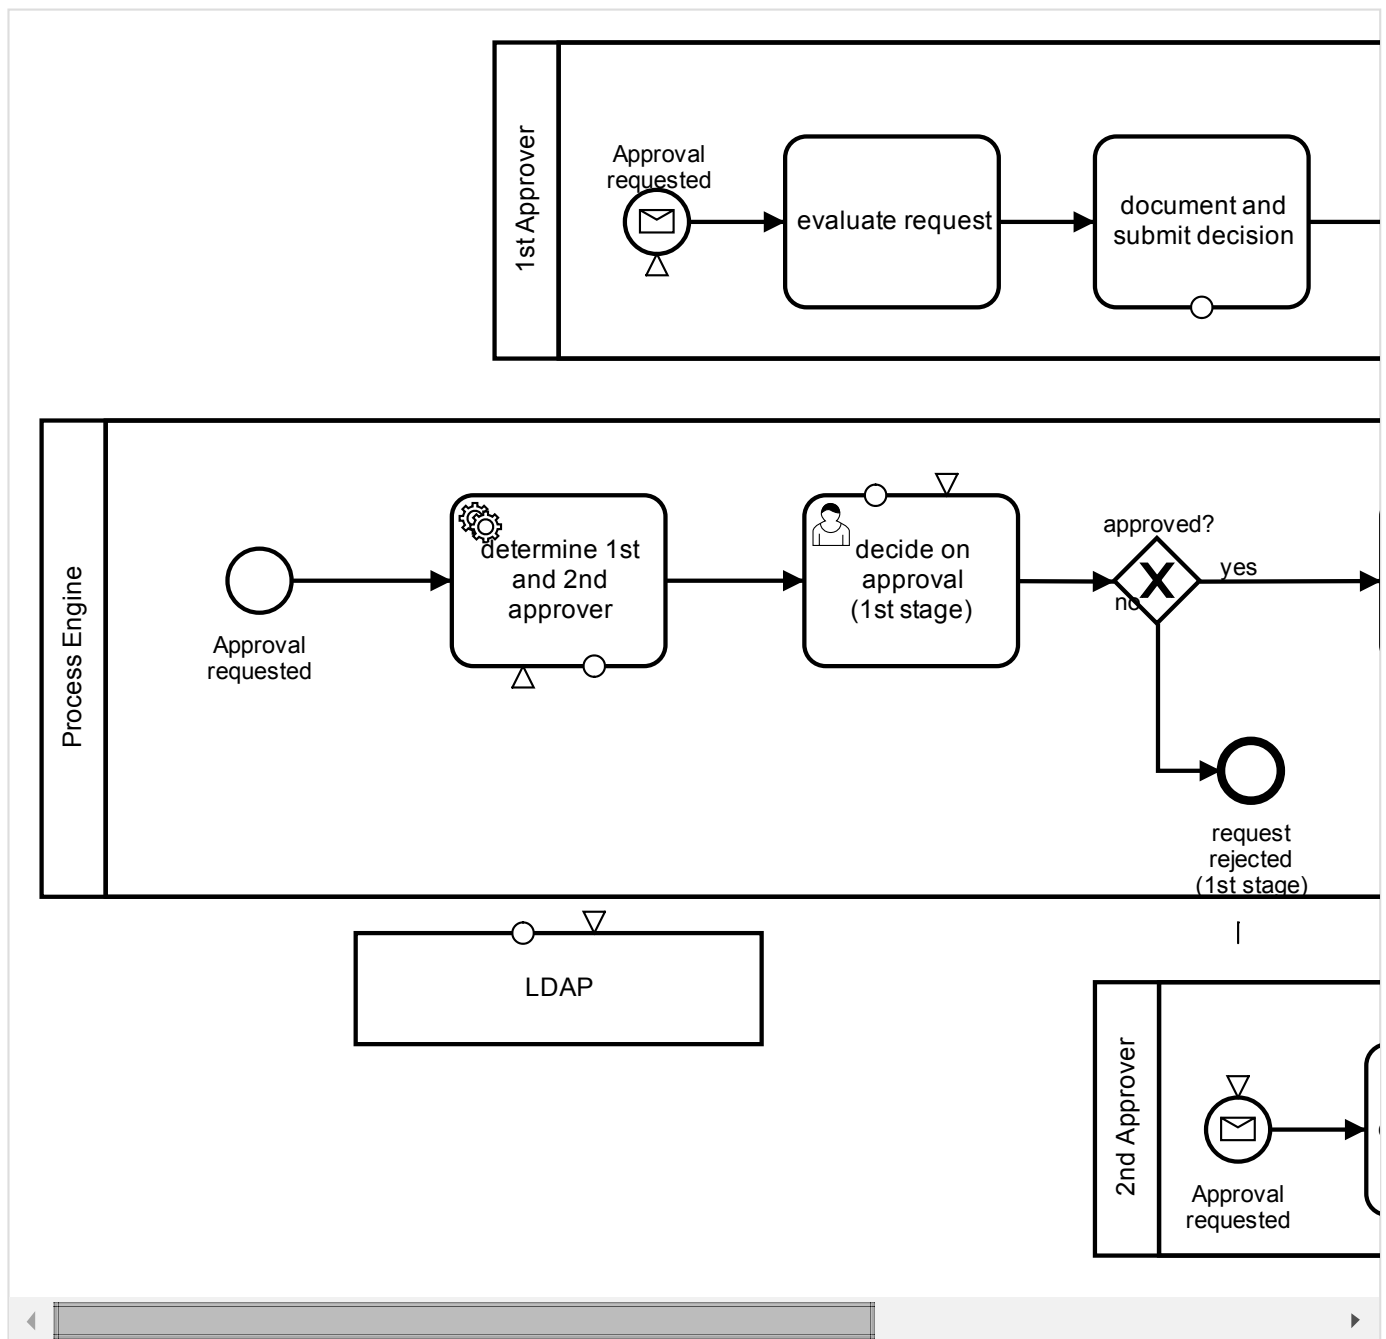 1st Approver
Approval
requested
evaluate request
document and
submit decision
Process Engine
Approval
requested
determine 1st
and 2nd
approver
decide on
approval
(1st stage)
approved?
yes
no
request
rejected
(1st stage)
LDAP
2nd Approver
Approval
requested